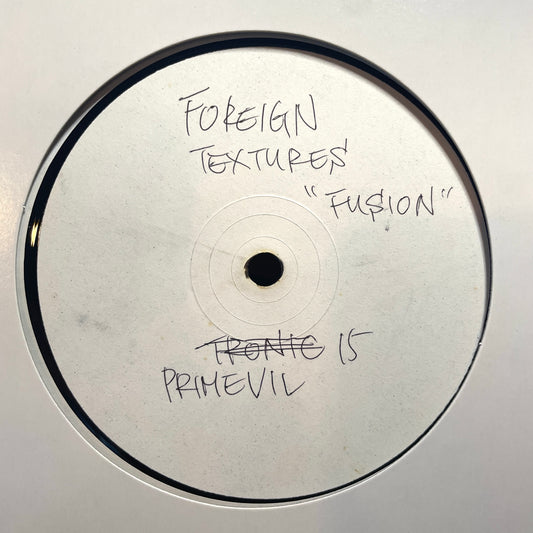 FOREIGN
TEXTURES
"FUSION"
TRONIC 15
PRIMEVIL